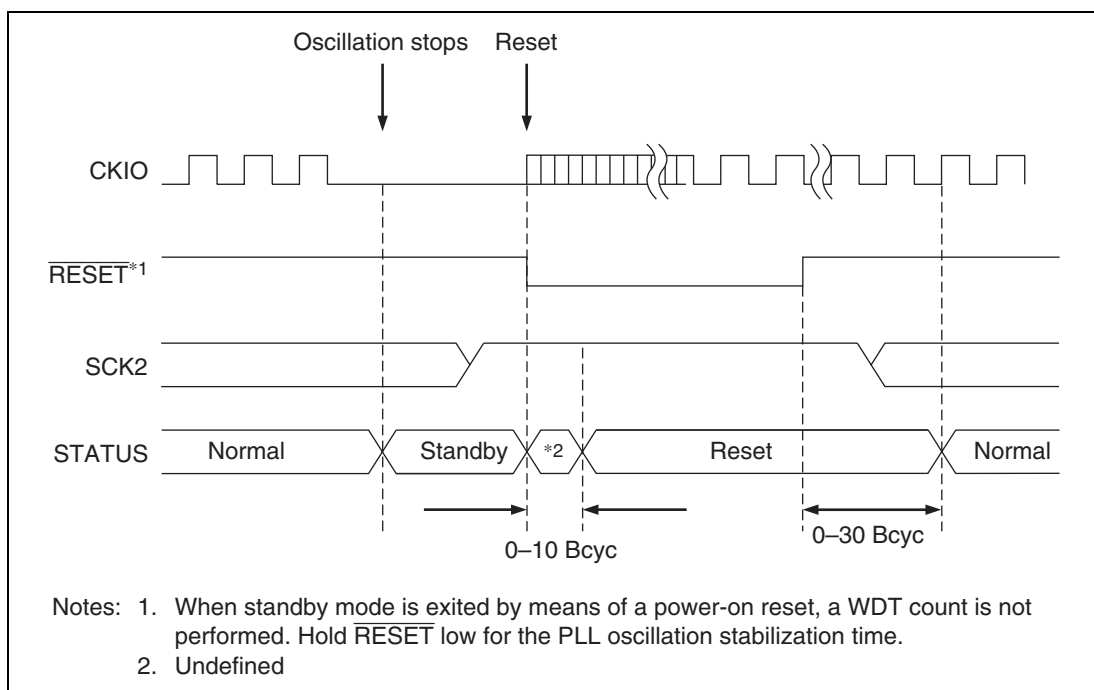 Oscillation stops Reset
CKIO
RESET*1
SCK2
STATUS Normal Standby *2 Reset Normal
0–10 Bcyc 0–30 Bcyc
Notes: 1. When standby mode is exited by means of a power-on reset, a WDT count is not
performed. Hold RESET low for the PLL oscillation stabilization time.
2. Undefined